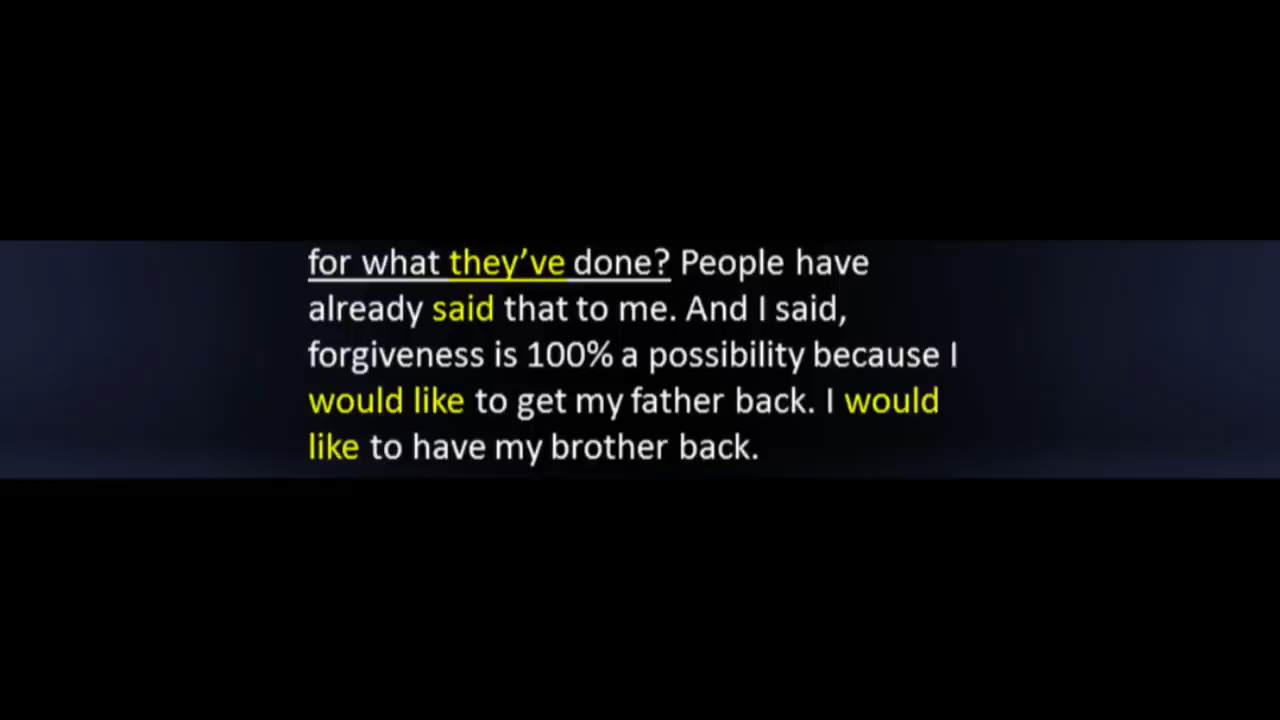 for what they’ve done? People have
already said that to me. And I said,
forgiveness is 100% a possibility because I
would like to get my father back. I would
like to have my brother back.